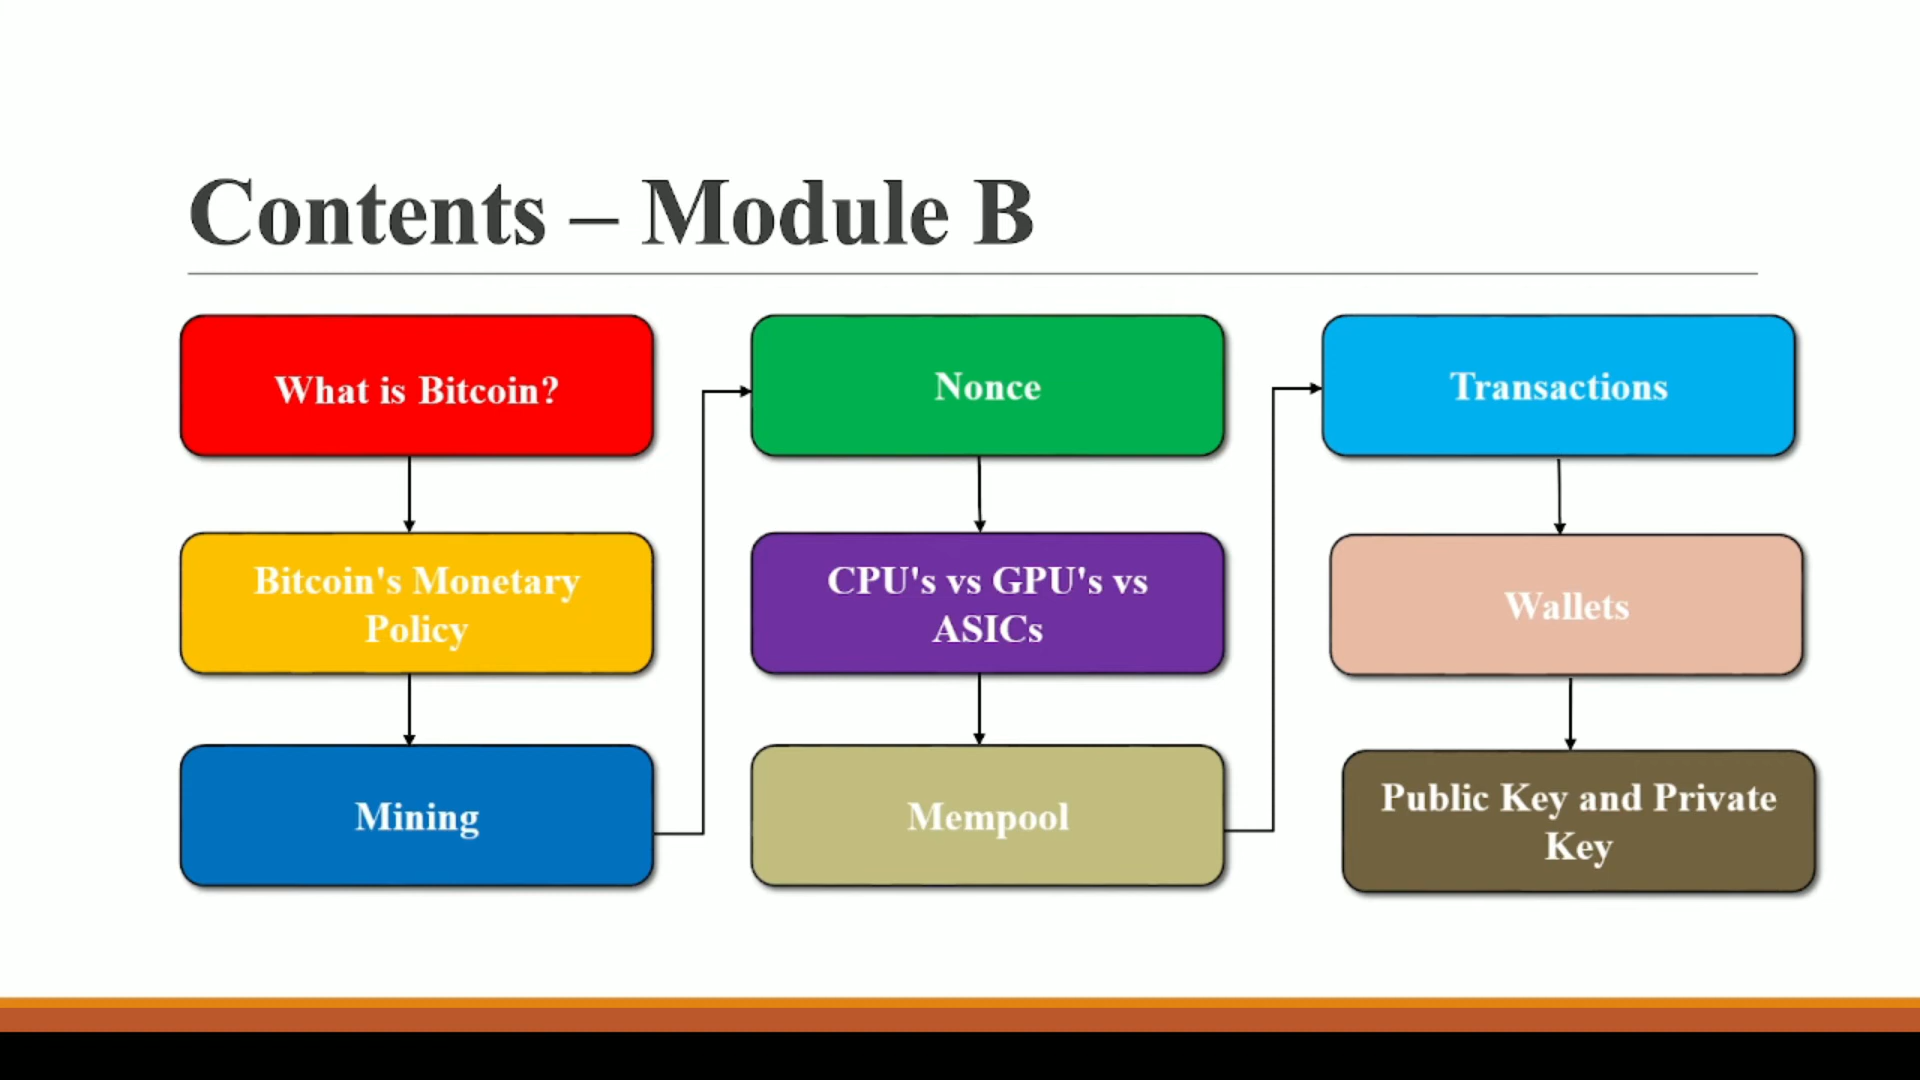 Contents – Module B
What is Bitcoin?
Bitcoin's Monetary
Policy
Mining
Nonce
CPU's vs GPU's vs
ASICs
Mempool
Transactions
Wallets
Public Key and Private
Key